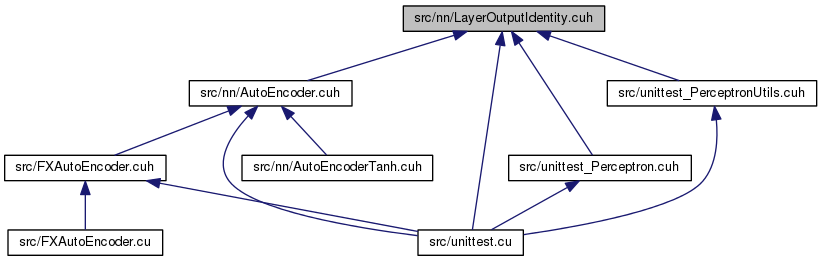 src/nn/LayerOutputIdentity.cuh
src/nn/AutoEncoder.cuh
src/unittest_PerceptronUtils.cuh
src/FXAutoEncoder.cuh
src/nn/AutoEncoderTanh.cuh
src/unittest_Perceptron.cuh
src/FXAutoEncoder.cu
src/unittest.cu